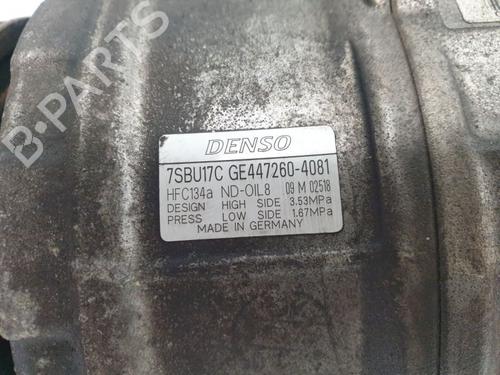 B-PARTS
DENSO
7SBU17C GE447260-4081
HFC134a ND-OIL8 09 M 02518
DESIGN HIGH SIDE 3.53MPa
PRESS LOW SIDE 1.67MPa
MADE IN GERMANY